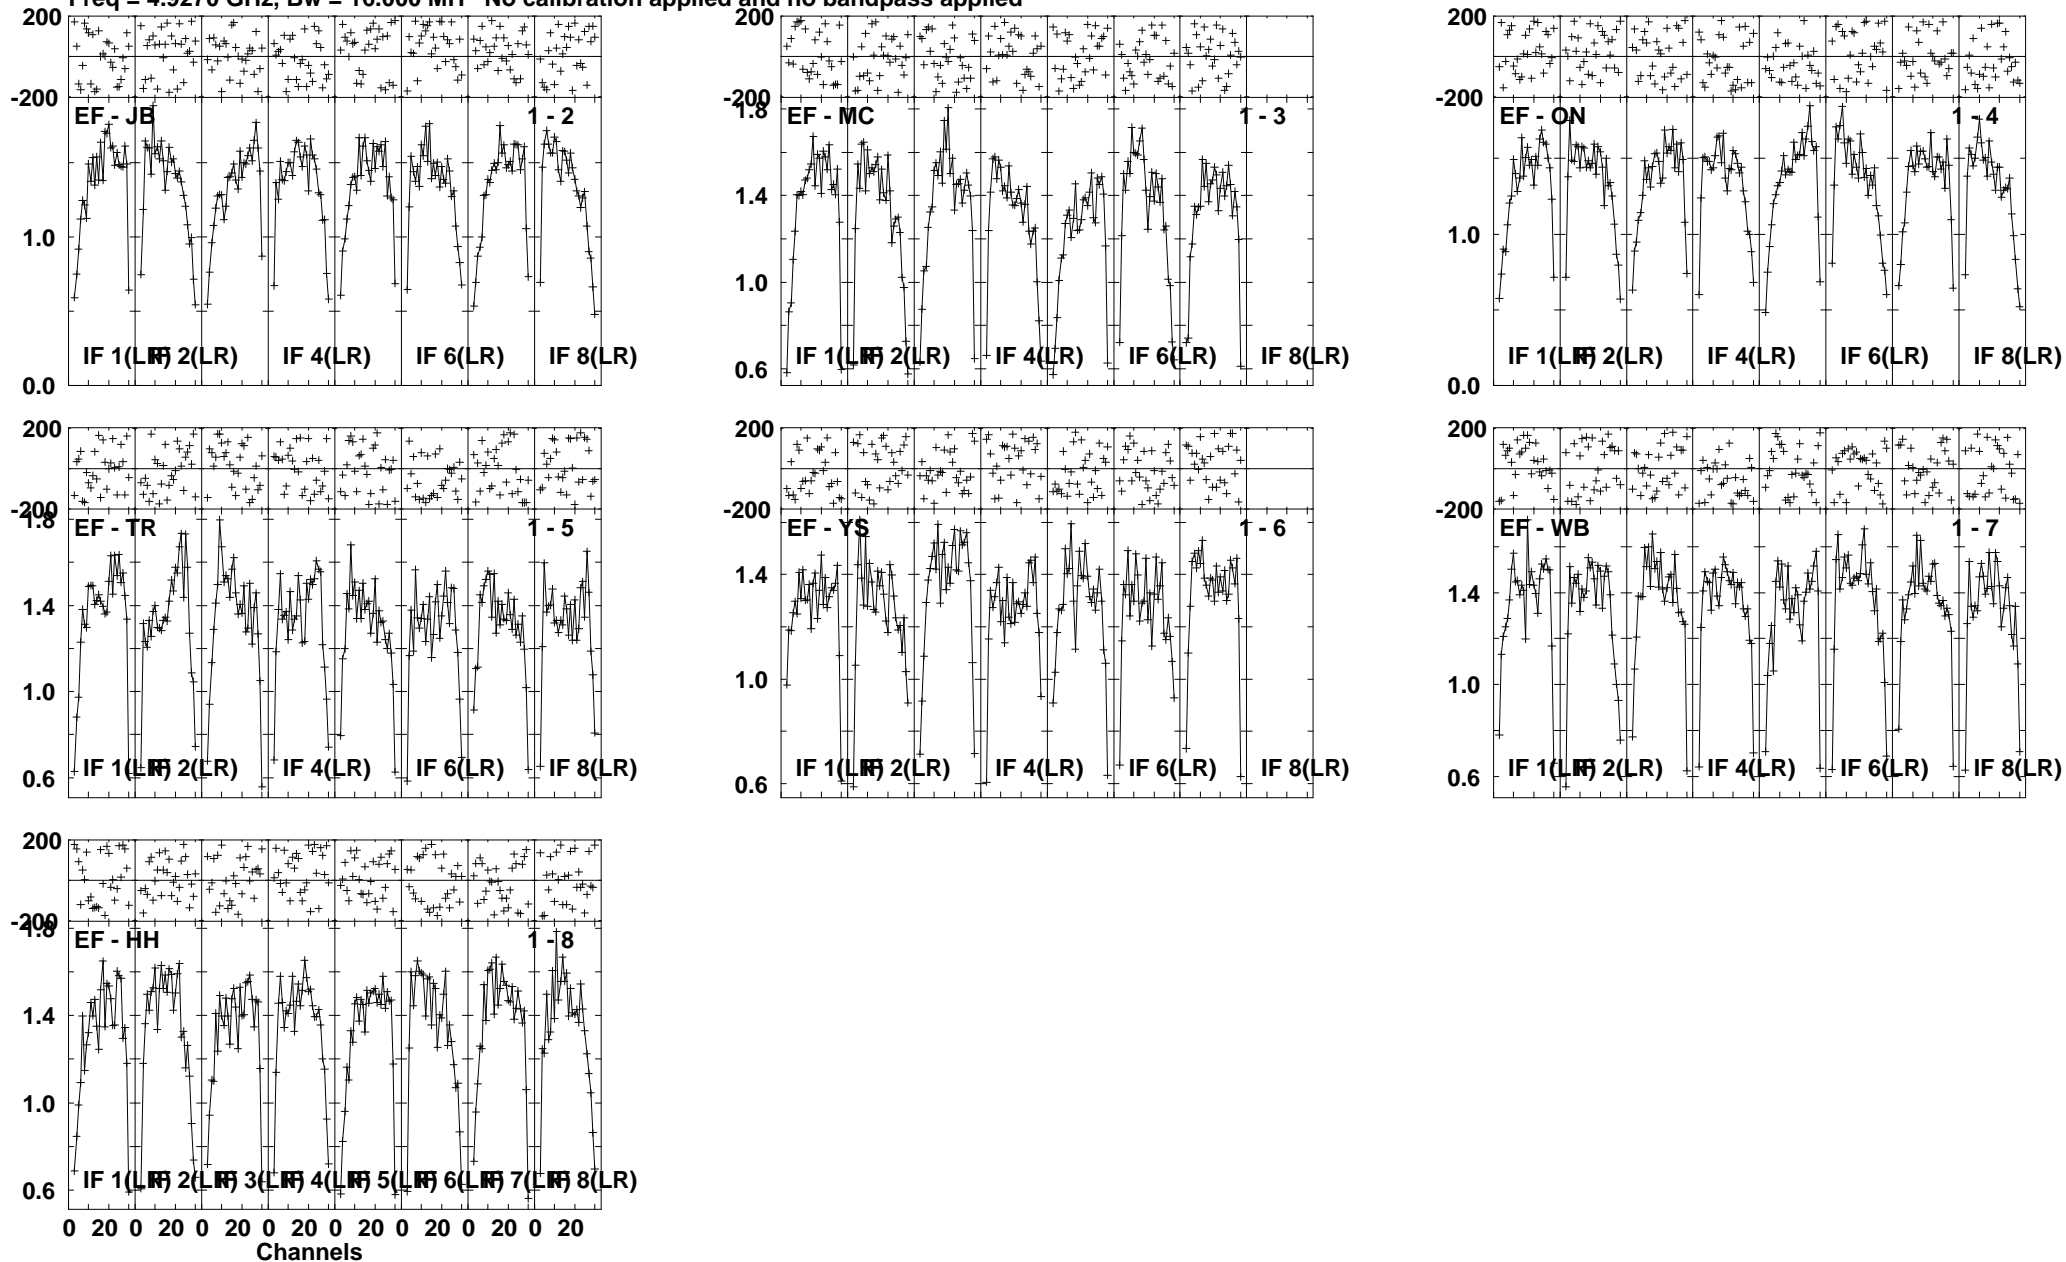 Freq = 4.9270 GHz, Bw = 16.000 MH No calibration applied and no bandpass applied
200
-200
EF - JB 1 - 2
1.0
IF 1(LR) IF 2(LR) IF 4(LR) IF 6(LR) IF 8(LR)
0.0
200
-200
1.8
EF - MC 1 - 3
1.4
1.0
0.6
IF 1(LR) IF 2(LR) IF 4(LR) IF 6(LR) IF 8(LR)
200
-200
EF - ON 1 - 4
1.0
IF 1(LR) IF 2(LR) IF 4(LR) IF 6(LR) IF 8(LR)
0.0
200
-200
1.8
EF - TR 1 - 5
1.4
1.0
0.6
IF 1(LR) IF 2(LR) IF 4(LR) IF 6(LR) IF 8(LR)
200
-200
EF - YS 1 - 6
1.4
1.0
0.6
IF 1(LR) IF 2(LR) IF 4(LR) IF 6(LR) IF 8(LR)
200
-200
EF - WB 1 - 7
1.4
1.0
0.6
IF 1(LR) IF 2(LR) IF 4(LR) IF 6(LR) IF 8(LR)
200
-200
1.8
EF - HH 1 - 8
1.4
1.0
0.6
IF 1(LR) IF 2(LR) IF 3(LR) IF 4(LR) IF 5(LR) IF 6(LR) IF 7(LR) IF 8(LR)
0 20 0 20 0 20 0 20 0 20 0 20 0 20 0 20
Channels